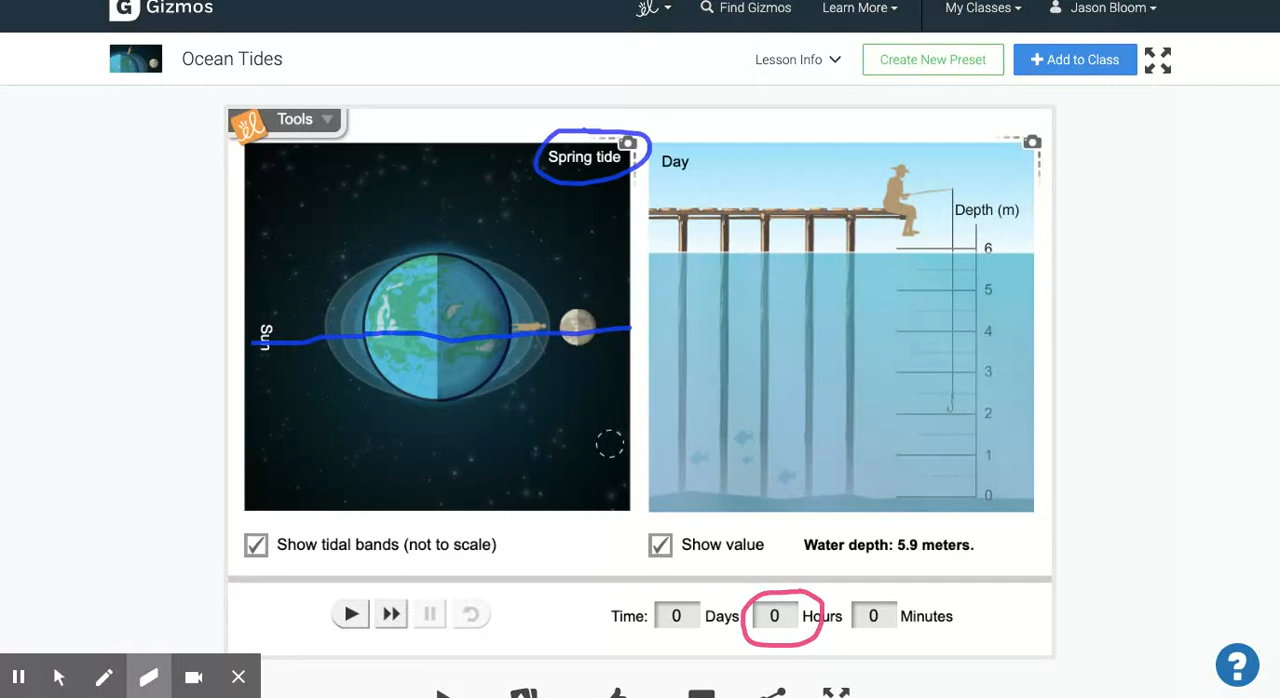 G Gizmos
Find Gizmos Learn More My Classes Jason Bloom
Ocean Tides
Lesson Info
Create New Preset
Add to Class
Tools
Spring tide
Sun
Day
Depth (m)
6
5
4
3
2
1
0
Show tidal bands (not to scale)
Show value
Water depth: 5.9 meters.
Time: 0 Days 0 Hours 0 Minutes
?